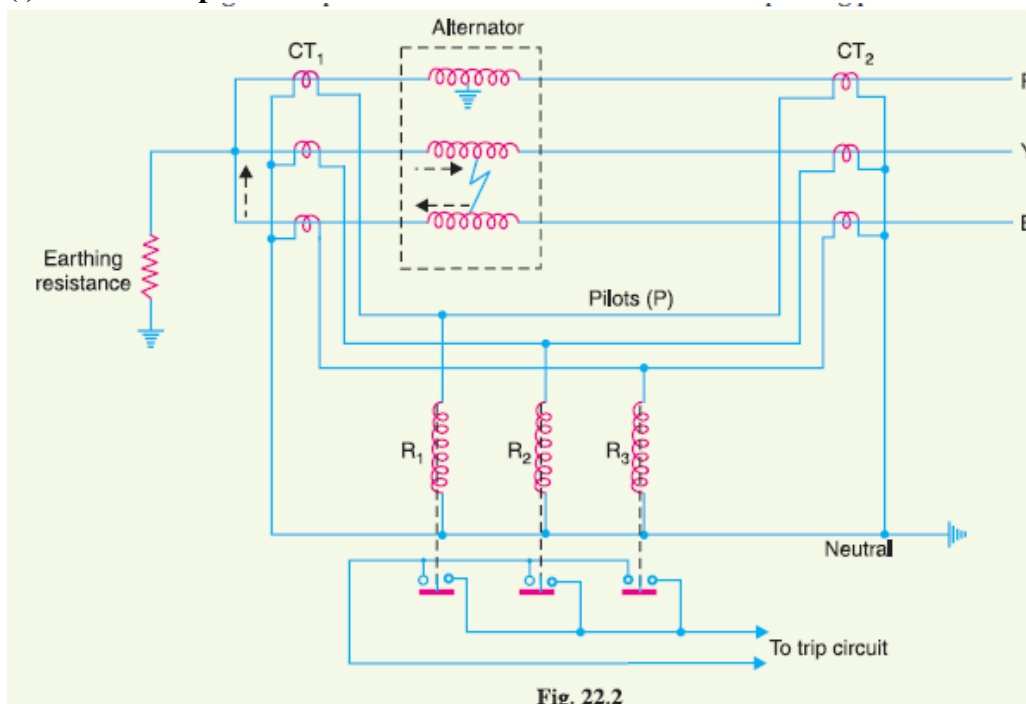 Alternator
CT1
CT2
Y
Earthing
resistance
Pilots (P)
R1
R2
R3
Neutral
To trip circuit
Fig. 22.2